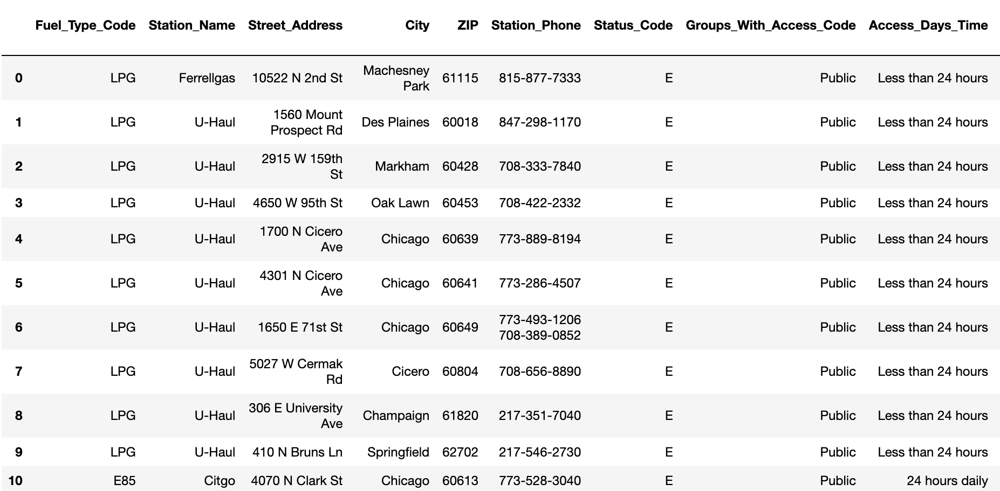 Fuel_Type_Code Station_Name Street_Address City ZIP Station_Phone Status_Code Groups_With_Access_Code Access_Days_Time
0 LPG Ferrellgas 10522 N 2nd St Machesney Park 61115 815-877-7333 E Public Less than 24 hours
1 LPG U-Haul 1560 Mount Prospect Rd Des Plaines 60018 847-298-1170 E Public Less than 24 hours
2 LPG U-Haul 2915 W 159th St Markham 60428 708-333-7840 E Public Less than 24 hours
3 LPG U-Haul 4650 W 95th St Oak Lawn 60453 708-422-2332 E Public Less than 24 hours
4 LPG U-Haul 1700 N Cicero Ave Chicago 60639 773-889-8194 E Public Less than 24 hours
5 LPG U-Haul 4301 N Cicero Ave Chicago 60641 773-286-4507 E Public Less than 24 hours
6 LPG U-Haul 1650 E 71st St Chicago 60649 773-493-1206 708-389-0852 E Public Less than 24 hours
7 LPG U-Haul 5027 W Cermak Rd Cicero 60804 708-656-8890 E Public Less than 24 hours
8 LPG U-Haul 306 E University Ave Champaign 61820 217-351-7040 E Public Less than 24 hours
9 LPG U-Haul 410 N Bruns Ln Springfield 62702 217-546-2730 E Public Less than 24 hours
10 E85 Citgo 4070 N Clark St Chicago 60613 773-528-3040 E Public 24 hours daily